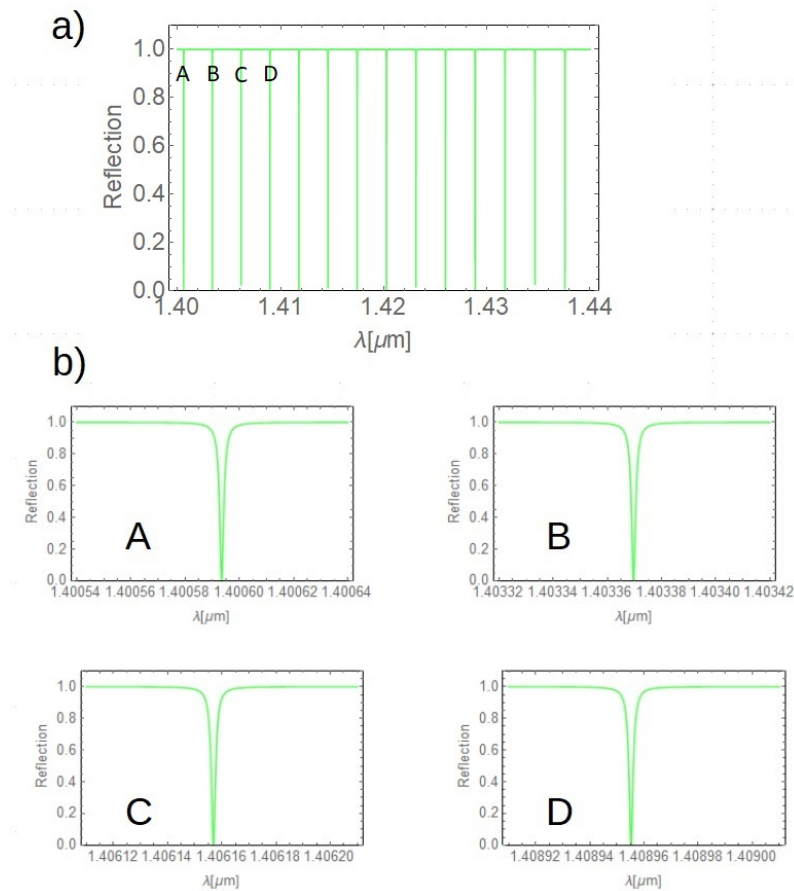 a)
1.0
A B C D
0.8
0.6
0.4
0.2
0.0
Reflection
1.40 1.41 1.42 1.43 1.44
λ[μm]
b)
1.0
0.8
0.6
0.4
0.2
0.0
Reflection
A
1.40054 1.40056 1.40058 1.40060 1.40062 1.40064
λ[μm]
1.0
0.8
0.6
0.4
0.2
0.0
Reflection
B
1.40332 1.40334 1.40336 1.40338 1.40340 1.40342
λ[μm]
1.0
0.8
0.6
0.4
0.2
0.0
Reflection
C
1.40612 1.40614 1.40616 1.40618 1.40620
λ[μm]
1.0
0.8
0.6
0.4
0.2
0.0
Reflection
D
1.40892 1.40894 1.40896 1.40898 1.40900
λ[μm]